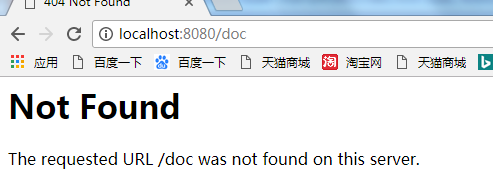 404 Not Found
localhost:8080/doc
应用 百度一下 百度一下 天猫商城 淘 淘宝网 天猫商城
Not Found
The requested URL /doc was not found on this server.